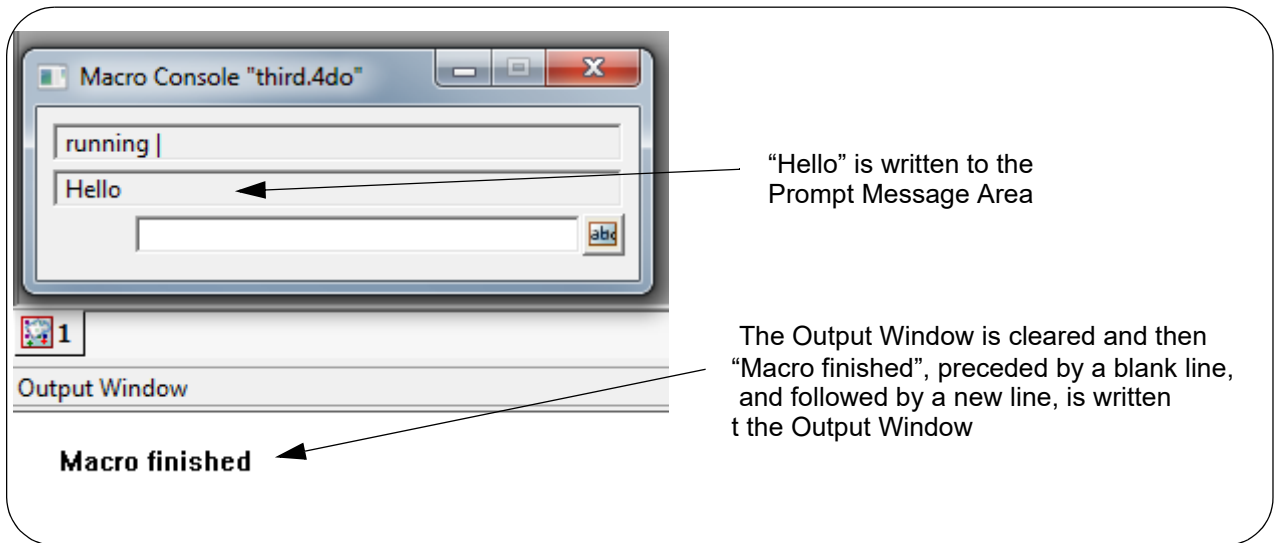 Macro Console "third.4do"
running |
Hello
abc
“Hello” is written to the
Prompt Message Area
1
Output Window
Macro finished
The Output Window is cleared and then
“Macro finished”, preceded by a blank line,
and followed by a new line, is written
t the Output Window